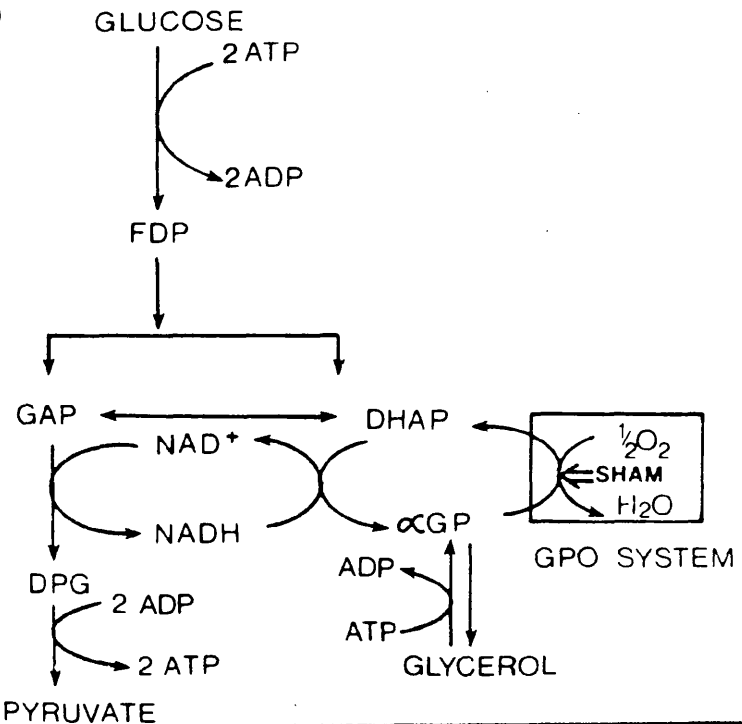 GLUCOSE
2 ATP
2ADP
FDP
GAP
DHAP
½O2
NAD+
SHAM
NADH
∝GP
H2O
GPO SYSTEM
ADP
DPG
2 ADP
ATP
2 ATP
GLYCEROL
PYRUVATE